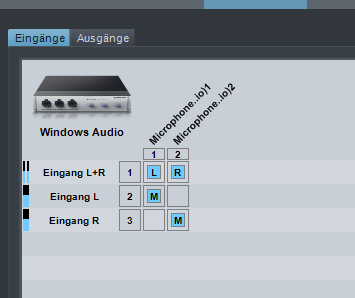 Eingänge Ausgänge
Microphone..io)1
Microphone..io)2
Windows Audio
1 2
Eingang L+R 1 L R
Eingang L 2 M
Eingang R 3 M